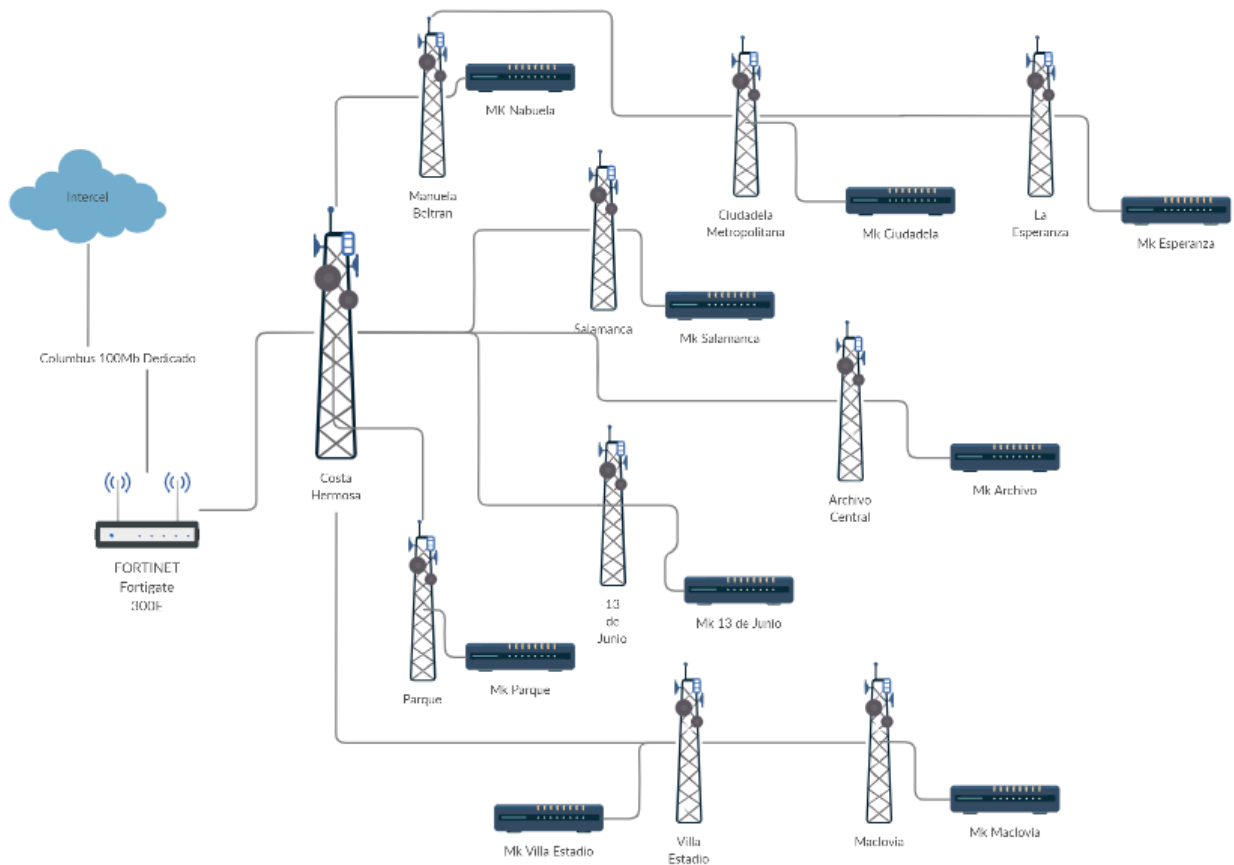 MK Nabuela
Manuela
Beltran
Ciudadela
Metropolitana
Mk Ciudadela
La
Esperanza
Mk Esperanza
Intercel
Salamanca
Mk Salamanca
Columbus 100Mb Dedicado
Costa
Hermosa
Mk Archivo
Archivo
Central
FORTINET
Fortigate
300E
13
de
Junio
Mk 13 de Junio
Parque
Mk Parque
Mk Villa Estadio
Villa
Estadio
Maclovia
Mk Maclovia